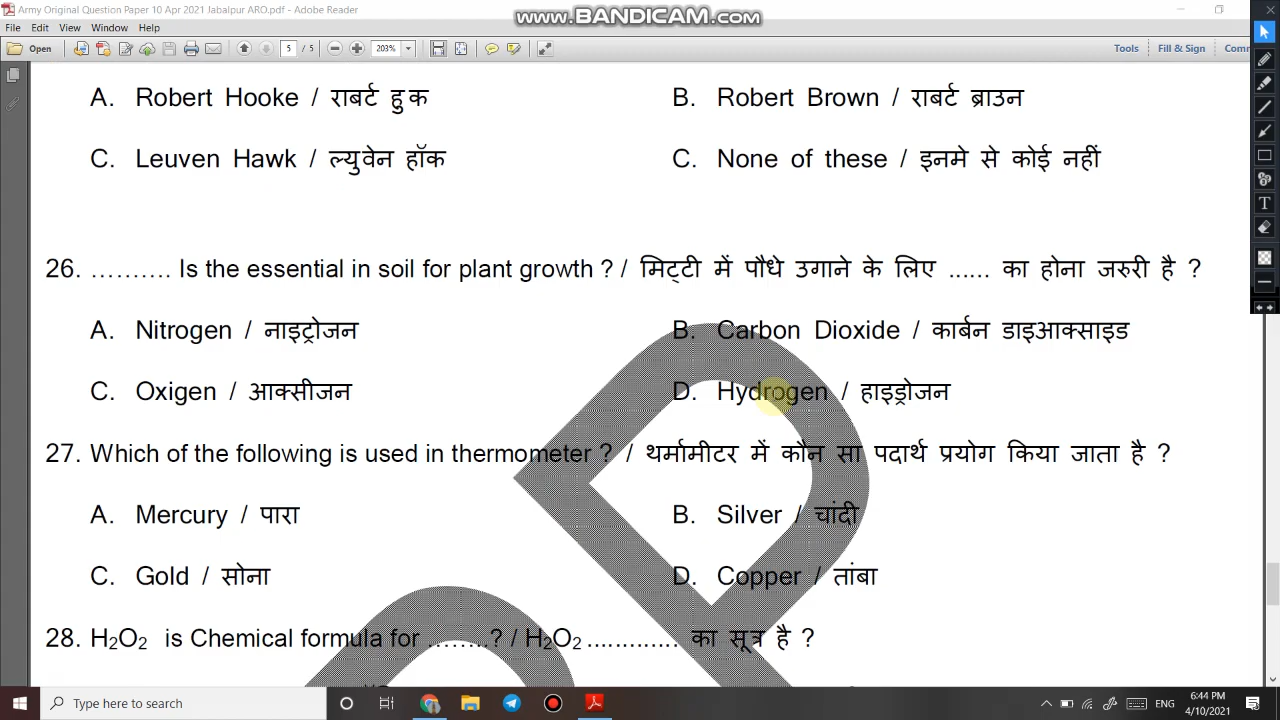 Army Original Question Paper 10 Apr 2021 Jabalpur ARO.pdf - Adobe Reader
www.BANDICAM.com
File Edit View Window Help
Open 5 / 5 203% Tools Fill & Sign Comm
A. Robert Hooke / राबर्ट हुक B. Robert Brown / राबर्ट ब्राउन
C. Leuven Hawk / ल्युवेन हॉक C. None of these / इनमे से कोई नहीं
26. ………. Is the essential in soil for plant growth ? / मिट्टी में पौधे उगाने के लिए ...... का होना जरुरी है ?
A. Nitrogen / नाइट्रोजन B. Carbon Dioxide / कार्बन डाइआक्साइड
C. Oxigen / आक्सीजन D. Hydrogen / हाइड्रोजन
27. Which of the following is used in thermometer ? / थर्मामीटर में कौन सा पदार्थ प्रयोग किया जाता है ?
A. Mercury / पारा B. Silver / चांदी
C. Gold / सोना D. Copper / तांबा
28. H₂O₂ is Chemical formula for ……..? / H₂O₂ ............. का सूत्र है ?
Type here to search ENG 6:44 PM
4/10/2021